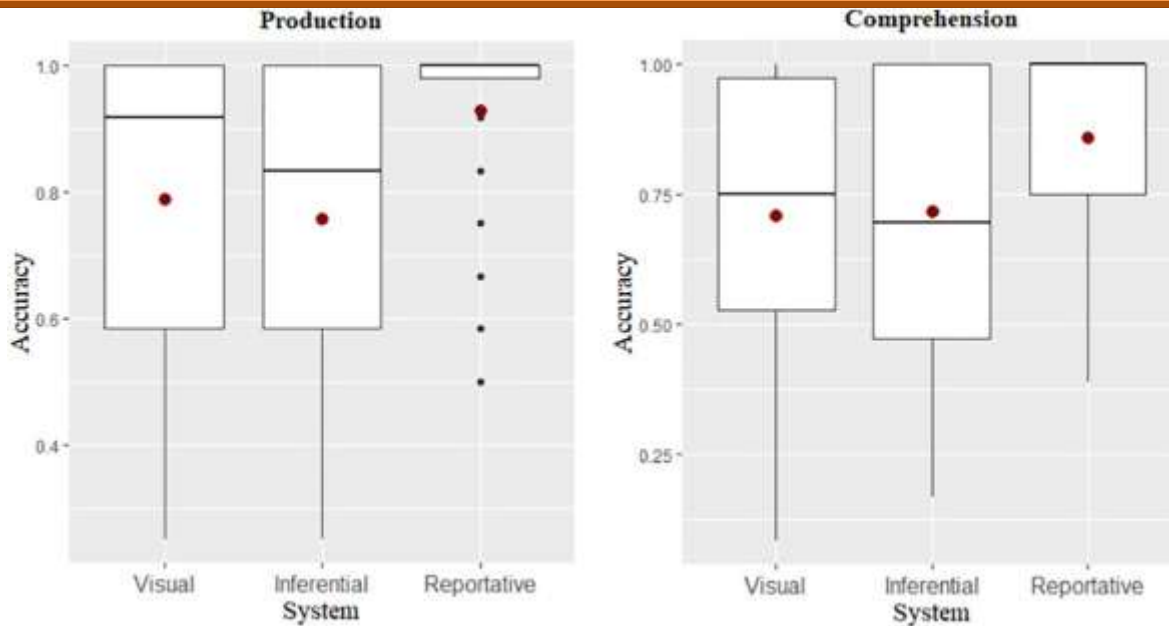 Production
Accuracy
1.0
0.8
0.6
0.4
Visual Inferential Reportative
System
Comprehension
Accuracy
1.00
0.75
0.50
0.25
Visual Inferential Reportative
System